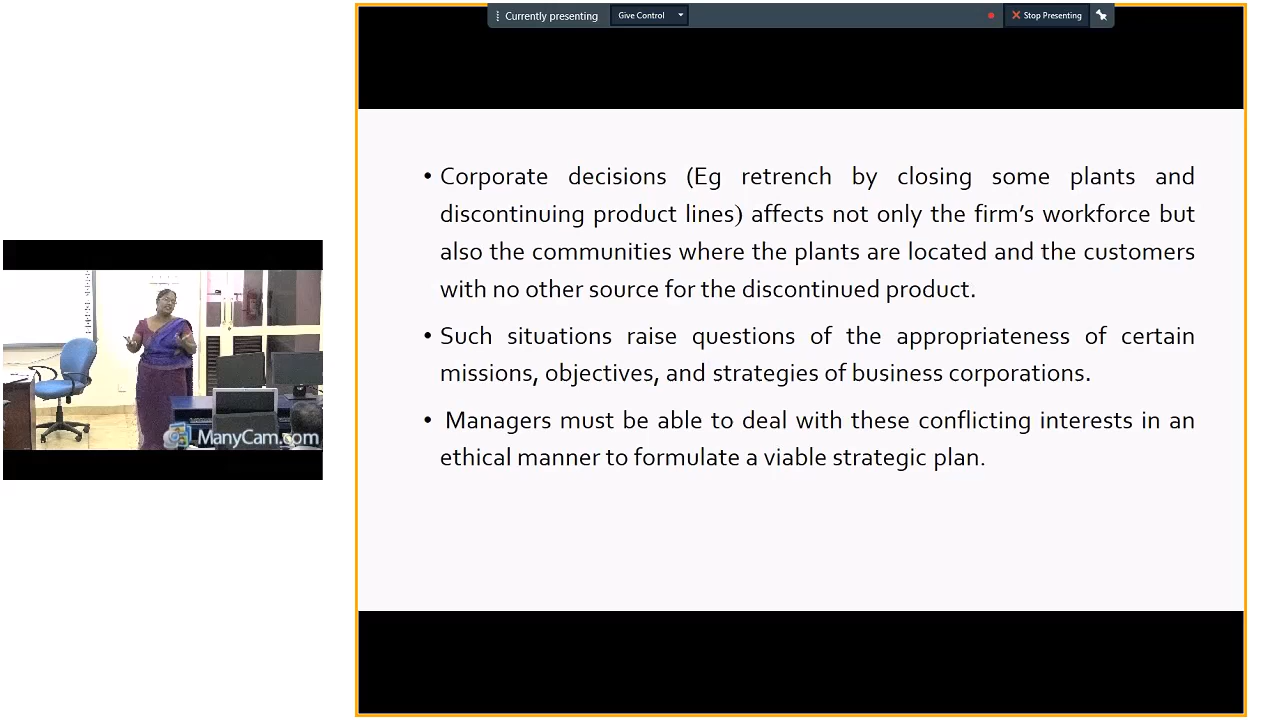 Currently presenting
Give Control
Stop Presenting
• Corporate decisions (Eg retrench by closing some plants and
discontinuing product lines) affects not only the firm's workforce but
also the communities where the plants are located and the customers
with no other source for the discontinued product.
• Such situations raise questions of the appropriateness of certain
missions, objectives, and strategies of business corporations.
• Managers must be able to deal with these conflicting interests in an
ethical manner to formulate a viable strategic plan.
ManyCam.com